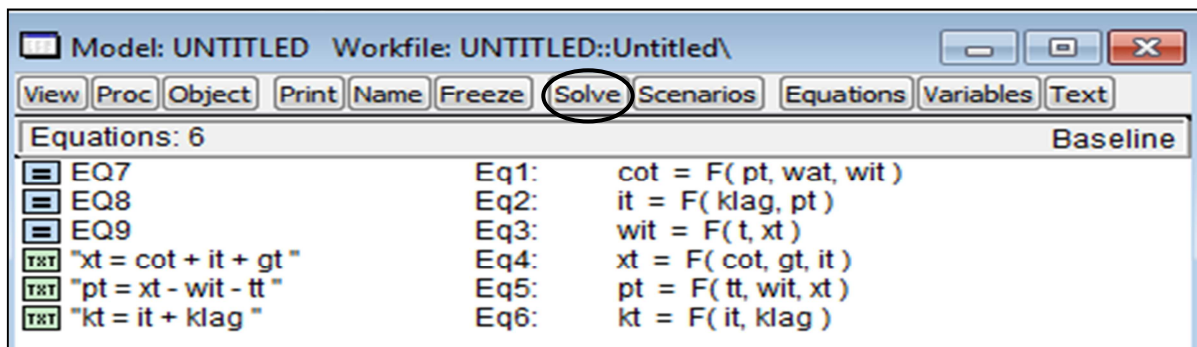 Model: UNTITLED Workfile: UNTITLED::Untitled\
View Proc Object Print Name Freeze Solve Scenarios Equations Variables Text
Equations: 6 Baseline
EQ7 Eq1: cot = F( pt, wat, wit )
EQ8 Eq2: it = F( klag, pt )
EQ9 Eq3: wit = F( t, xt )
TXT "xt = cot + it + gt " Eq4: xt = F( cot, gt, it )
TXT "pt = xt - wit - tt " Eq5: pt = F( tt, wit, xt )
TXT "kt = it + klag " Eq6: kt = F( it, klag )